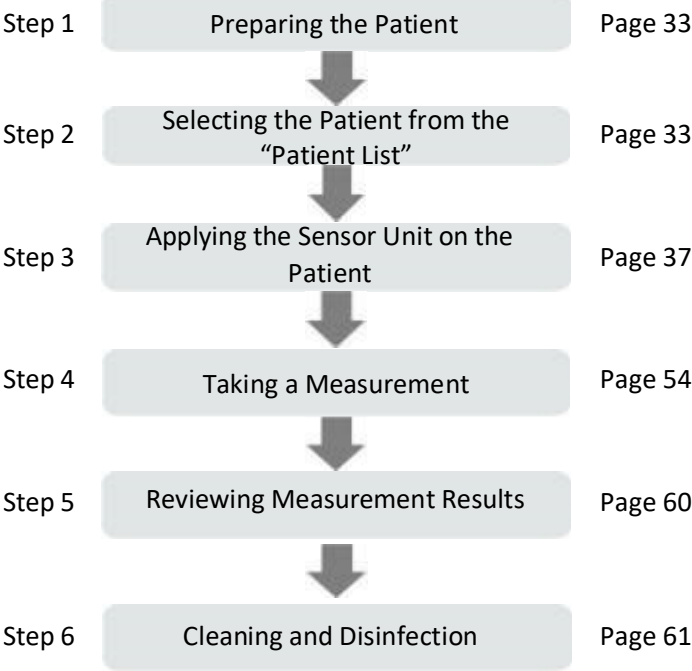 Step 1 Preparing the Patient Page 33
Step 2 Selecting the Patient from the Page 33
“Patient List”
Step 3 Applying the Sensor Unit on the Page 37
Patient
Step 4 Taking a Measurement Page 54
Step 5 Reviewing Measurement Results Page 60
Step 6 Cleaning and Disinfection Page 61